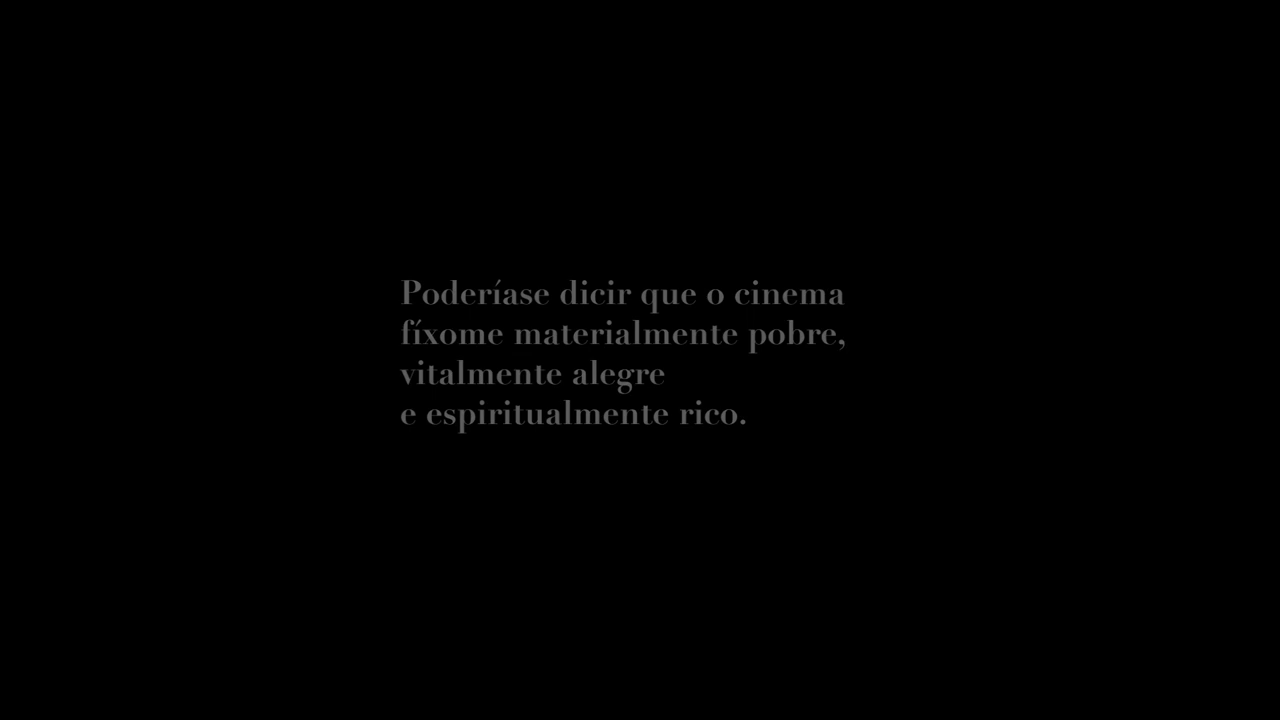 Poderíase dicir que o cinema
fíxome materialmente pobre,
vitalmente alegre
e espiritualmente rico.